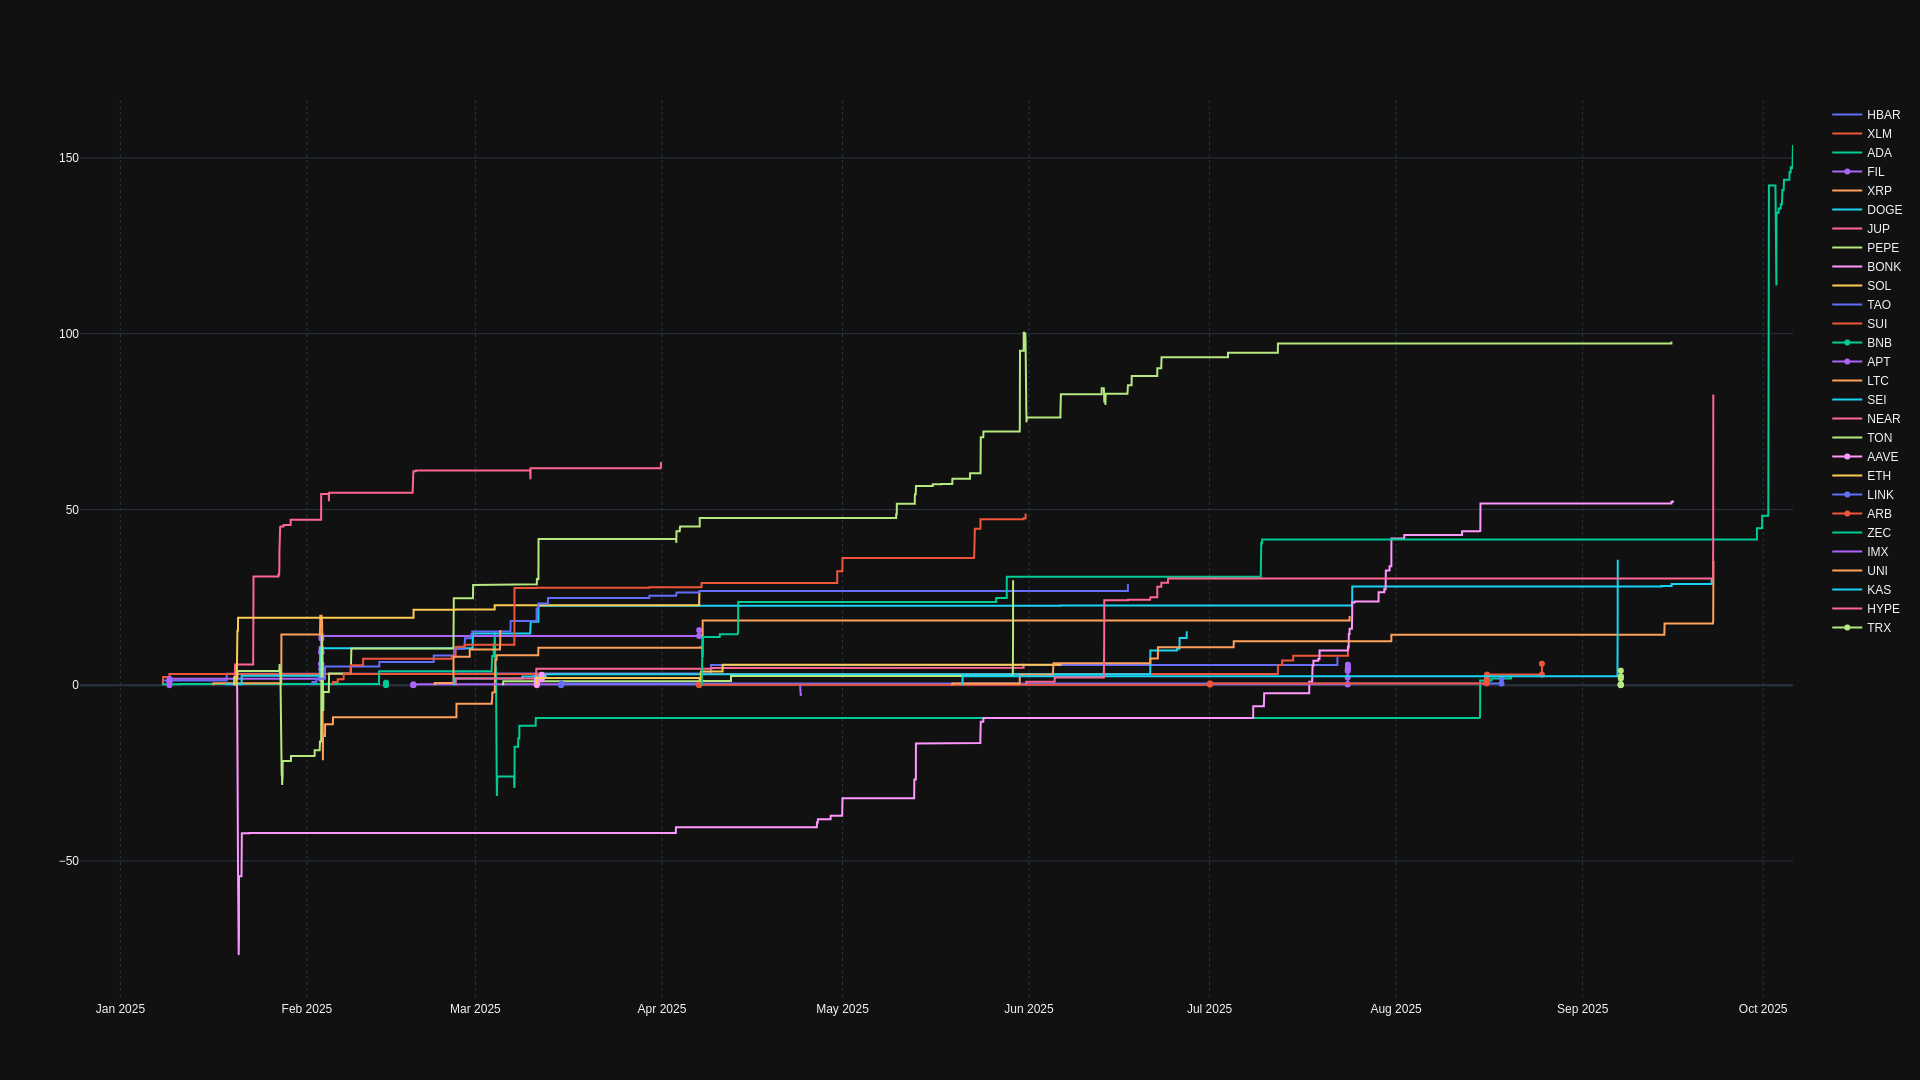 150
100
50
0
−50
Jan 2025
Feb 2025
Mar 2025
Apr 2025
May 2025
Jun 2025
Jul 2025
Aug 2025
Sep 2025
Oct 2025
HBAR
XLM
ADA
FIL
XRP
DOGE
JUP
PEPE
BONK
SOL
TAO
SUI
BNB
APT
LTC
SEI
NEAR
TON
AAVE
ETH
LINK
ARB
ZEC
IMX
UNI
KAS
HYPE
TRX